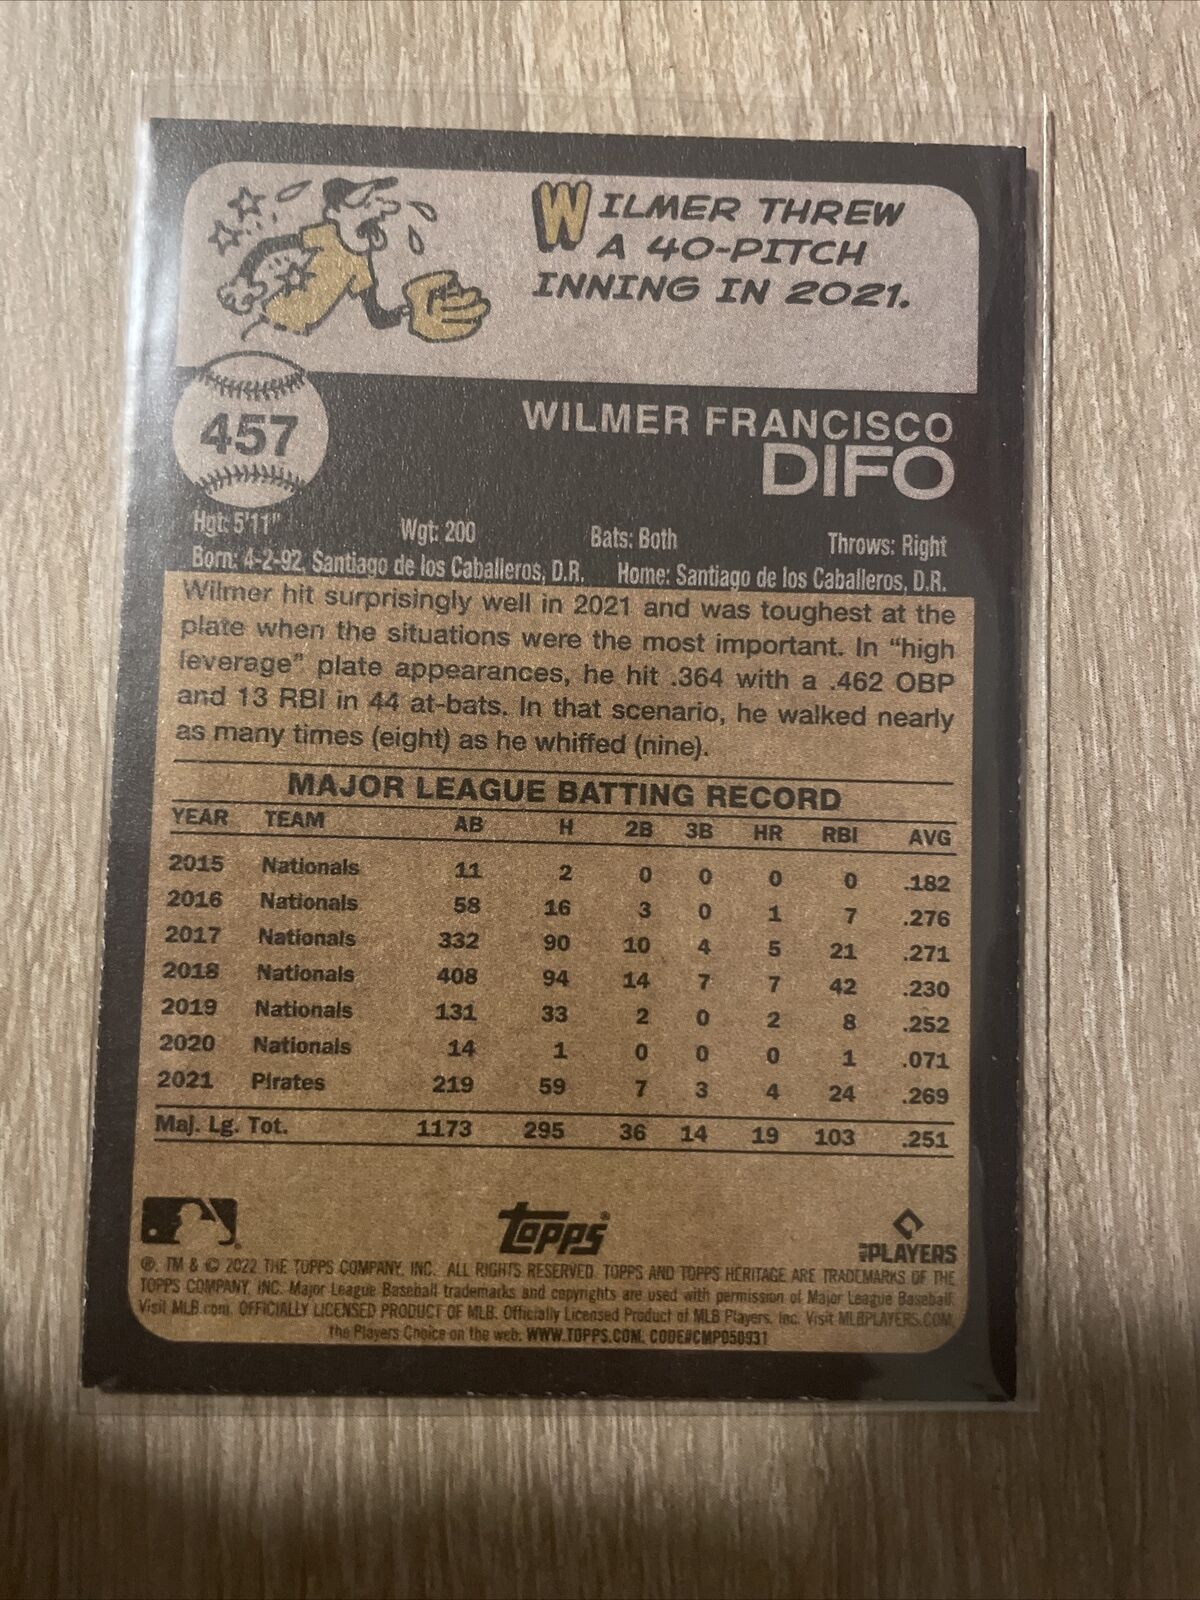 WILMER THREW
A 40-PITCH
INNING IN 2021.
457
WILMER FRANCISCO
DIFO
Hgt: 5'11" Wgt: 200 Bats: Both Throws: Right
Born: 4-2-92, Santiago de los Caballeros, D.R. Home: Santiago de los Caballeros, D.R.
Wilmer hit surprisingly well in 2021 and was toughest at the
plate when the situations were the most important. In “high
leverage” plate appearances, he hit .364 with a .462 OBP
and 13 RBI in 44 at-bats. In that scenario, he walked nearly
as many times (eight) as he whiffed (nine).
MAJOR LEAGUE BATTING RECORD
YEAR TEAM AB H 2B 3B HR RBI AVG
2015 Nationals 11 2 0 0 0 0 .182
2016 Nationals 58 16 3 0 1 7 .276
2017 Nationals 332 90 10 4 5 21 .271
2018 Nationals 408 94 14 7 7 42 .230
2019 Nationals 131 33 2 0 2 8 .252
2020 Nationals 14 1 0 0 0 1 .071
2021 Pirates 219 59 7 3 4 24 .269
Maj. Lg. Tot. 1173 295 36 14 19 103 .251
Topps®
MLB PLAYERS
®, TM & © 2022 THE TOPPS COMPANY, INC. ALL RIGHTS RESERVED. TOPPS AND TOPPS HERITAGE ARE TRADEMARKS OF THE
TOPPS COMPANY, INC. Major League Baseball trademarks and copyrights are used with permission of Major League Baseball.
Visit MLB.com. OFFICIALLY LICENSED PRODUCT OF MLB. Officially Licensed Product of MLB Players, Inc. Visit MLBPLAYERS.COM,
the Players Choice on the web. WWW.TOPPS.COM. CODE#CMP050931